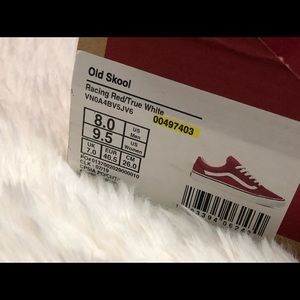 Old Skool
Racing Red/True White
VN0A4BV5JV6
00497403
8.0 US Men
9.5 US Women
UK EUR CM
7.0 40.5 26.0